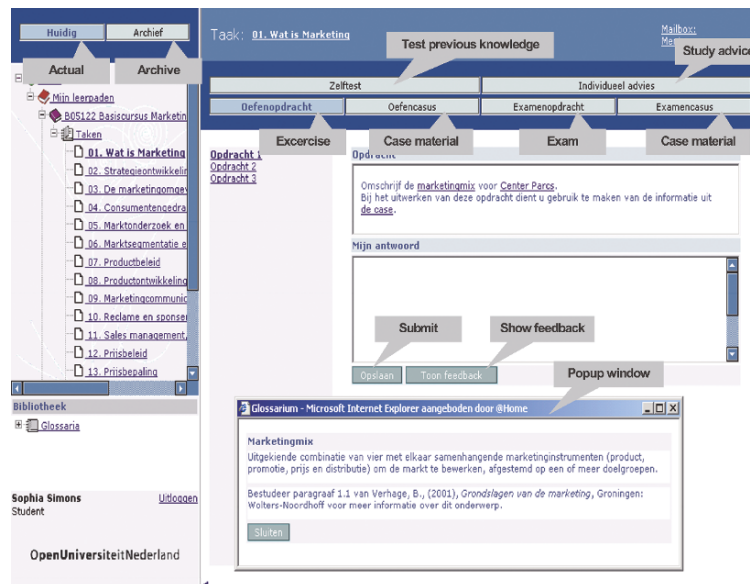 Huidig Archief
Taak: 01. Wat is Marketing
Mailbox:
Test previous knowledge
Study advice
Actual Archive
Zelftest Individueel advies
Oefenopdracht Oefencasus Examenopdracht Examencasus
Excercise Case material Exam Case material
Mijn leerpaden
B05122 Basiscursus Marketin
Taken
01. Wat is Marketing
02. Strategieontwikkelin
03. De marketingomgev
04. Consumentengedra
05. Marktonderzoek en
06. Marktsegmentatie e
07. Productbeleid
08. Productontwikkeling
09. Marketingcommunic
10. Reclame en sponser
11. Sales management,
12. Prijsbeleid
13. Prijsbepaling
Bibliotheek
Glossaria
Sophia Simons Uitloggen
Student
OpenUniversiteitNederland
Opdracht 1
Opdracht 2
Opdracht 3
Opdracht
Omschrijf de marketingmix voor Center Parcs.
Bij het uitwerken van deze opdracht dient u gebruik te maken van de informatie uit
de case.
Mijn antwoord
Submit Show feedback
Opslaan Toon feedback
Popup window
Glossarium - Microsoft Internet Explorer aangeboden door @Home
Marketingmix
Uitgekiende combinatie van vier met elkaar samenhangende marketinginstrumenten (product,
promotie, prijs en distributie) om de markt te bewerken, afgestemd op een of meer doelgroepen.
Bestudeer paragraaf 1.1 van Verhage, B., (2001), Grondslagen van de marketing, Groningen:
Wolters-Noordhoff voor meer informatie over dit onderwerp.
Sluiten